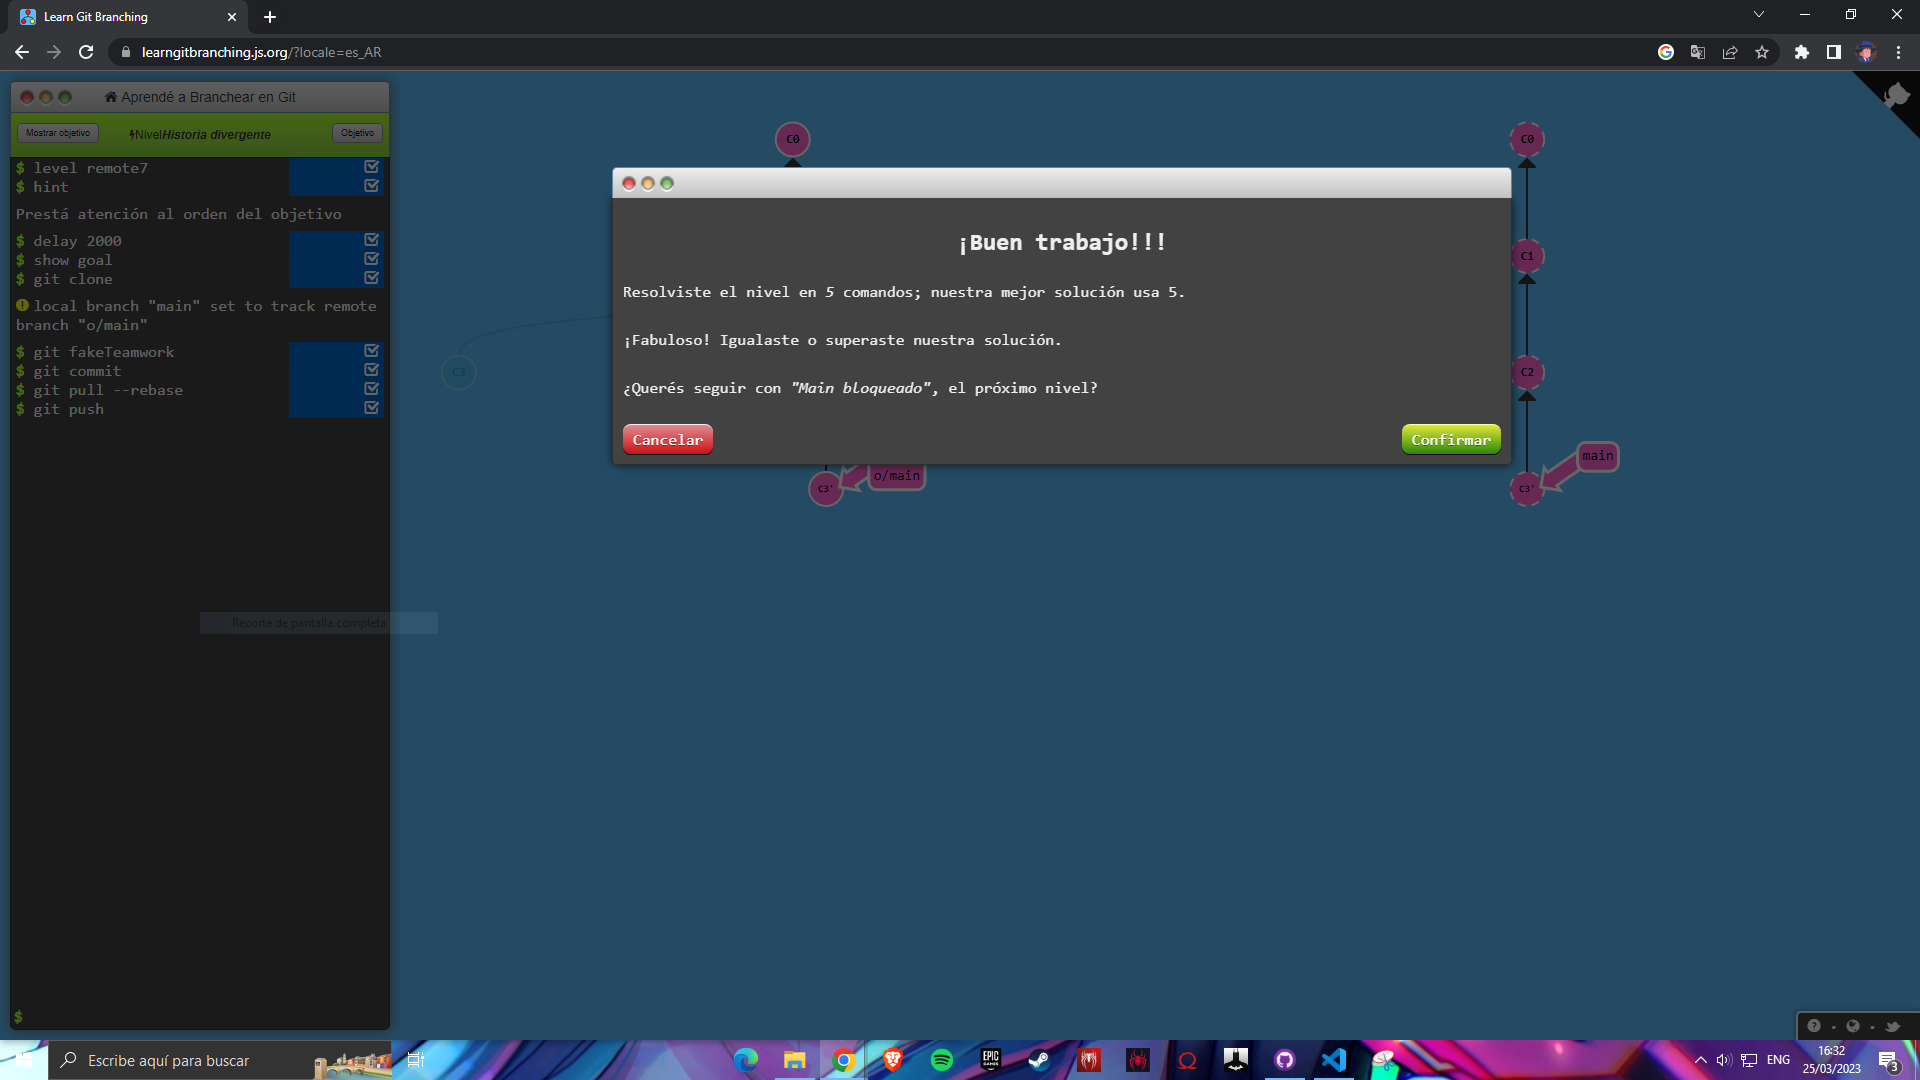 Learn Git Branching
learngitbranching.js.org/?locale=es_AR
Aprendé a Branchear en Git
Mostrar objetivo
NivelHistoria divergente
Objetivo
$ level remote7
$ hint
Prestá atención al orden del objetivo
$ delay 2000
$ show goal
$ git clone
local branch "main" set to track remote
branch "o/main"
$ git fakeTeamwork
$ git commit
$ git pull --rebase
$ git push
Recorte de pantalla completa
$
C0
C3
¡Buen trabajo!!!
Resolviste el nivel en 5 comandos; nuestra mejor solución usa 5.
¡Fabuloso! Igualaste o superaste nuestra solución.
¿Querés seguir con "Main bloqueado", el próximo nivel?
Cancelar
Confirmar
C3'
o/main
C0
C1
C2
main
C3'
Escribe aquí para buscar
EPIC
GAMES
ENG
16:32
25/03/2023
3